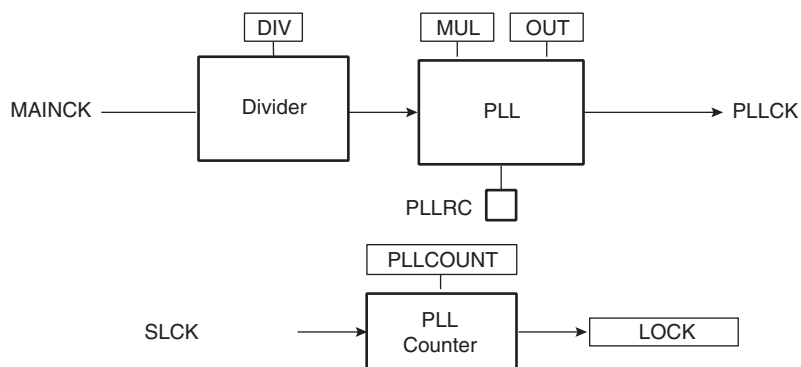 DIV
MUL
OUT
MAINCK
Divider
PLL
PLLCK
PLLRC
PLLCOUNT
SLCK
PLL
Counter
LOCK